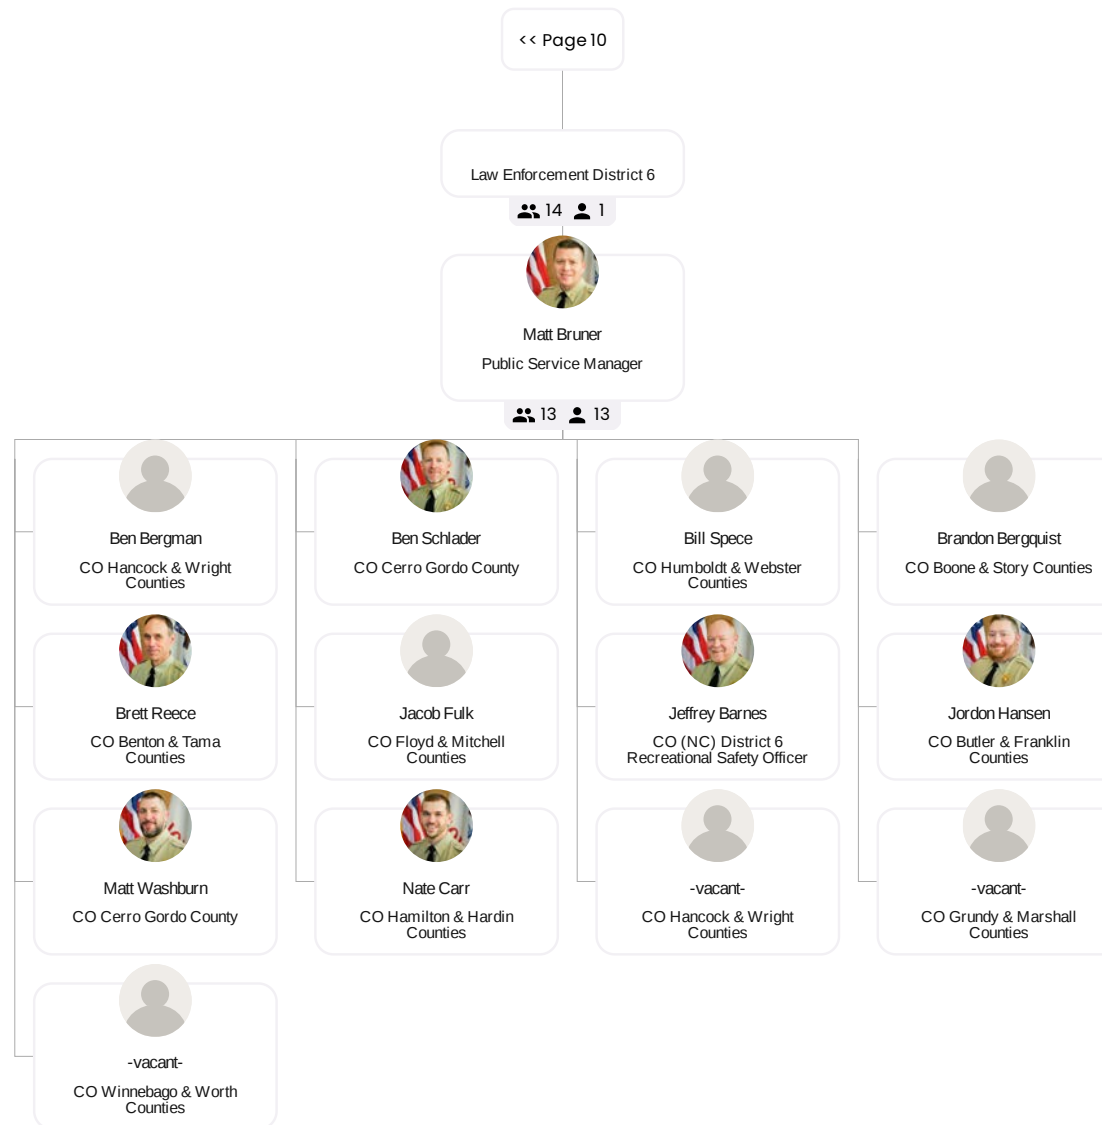 << Page 10
Law Enforcement District 6
14 1
Matt Bruner
Public Service Manager
13 13
Ben Bergman
CO Hancock & Wright
Counties
Ben Schlader
CO Cerro Gordo County
Bill Spece
CO Humboldt & Webster
Counties
Brandon Bergquist
CO Boone & Story Counties
Brett Reece
CO Benton & Tama
Counties
Jacob Fulk
CO Floyd & Mitchell
Counties
Jeffrey Barnes
CO (NC) District 6
Recreational Safety Officer
Jordon Hansen
CO Butler & Franklin
Counties
Matt Washburn
CO Cerro Gordo County
Nate Carr
CO Hamilton & Hardin
Counties
-vacant-
CO Hancock & Wright
Counties
-vacant-
CO Grundy & Marshall
Counties
-vacant-
CO Winnebago & Worth
Counties